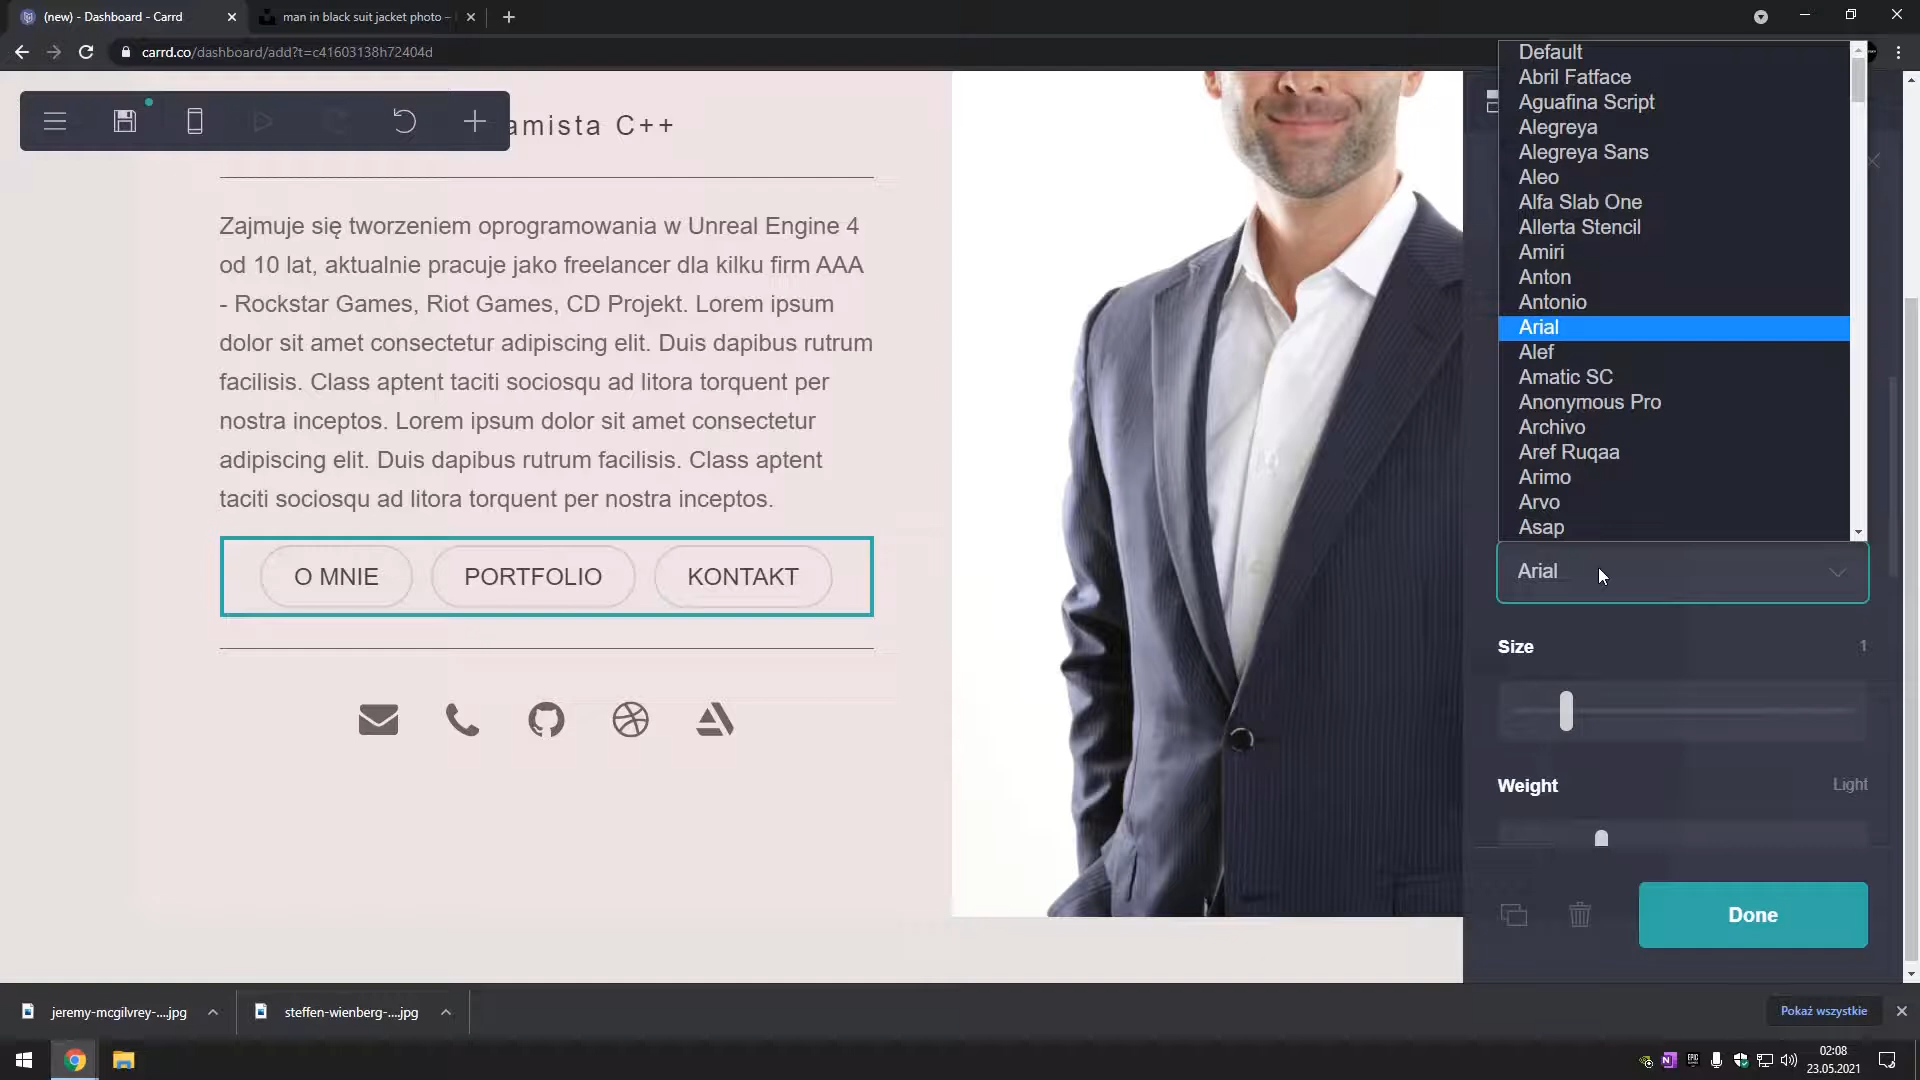 (new) - Dashboard - Carrd
man in black suit jacket photo –
carrd.co/dashboard/add?t=c41603138h72404d
amista C++
Zajmuje się tworzeniem oprogramowania w Unreal Engine 4
od 10 lat, aktualnie pracuje jako freelancer dla kilku firm AAA
- Rockstar Games, Riot Games, CD Projekt. Lorem ipsum
dolor sit amet consectetur adipiscing elit. Duis dapibus rutrum
facilisis. Class aptent taciti sociosqu ad litora torquent per
nostra inceptos. Lorem ipsum dolor sit amet consectetur
adipiscing elit. Duis dapibus rutrum facilisis. Class aptent
taciti sociosqu ad litora torquent per nostra inceptos.
O MNIE
PORTFOLIO
KONTAKT
Default
Abril Fatface
Aguafina Script
Alegreya
Alegreya Sans
Aleo
Alfa Slab One
Allerta Stencil
Amiri
Anton
Antonio
Arial
Alef
Amatic SC
Anonymous Pro
Archivo
Aref Ruqaa
Arimo
Arvo
Asap
Arial
Size
1
Weight
Light
Done
jeremy-mcgilvrey-....jpg
steffen-wienberg-....jpg
Pokaż wszystkie
02:08
23.05.2021